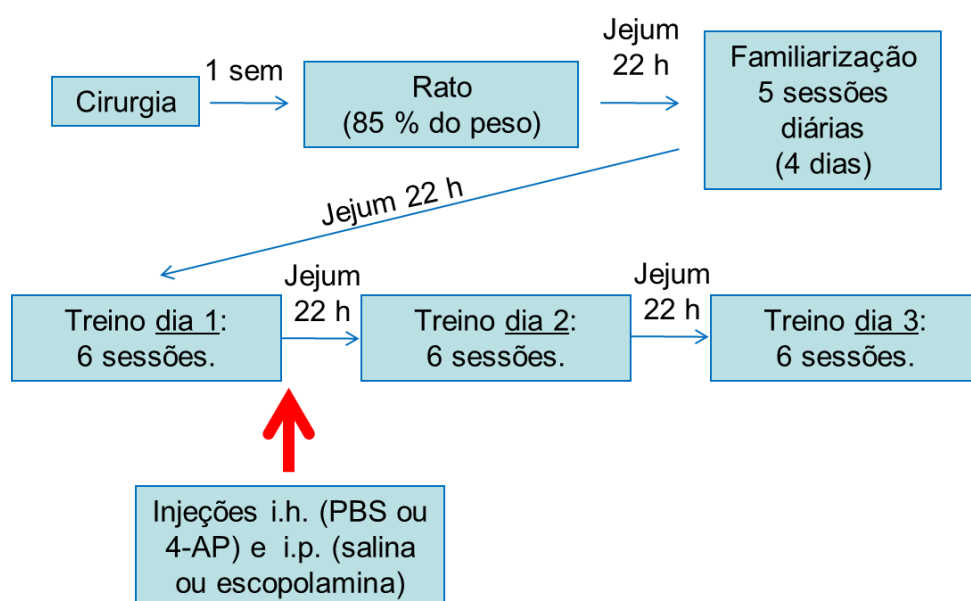 Cirurgia
1 sem
Rato
(85 % do peso)
Jejum
22 h
Familiarização
5 sessões
diárias
(4 dias)
Jejum 22 h
Treino dia 1:
6 sessões.
Jejum
22 h
Treino dia 2:
6 sessões.
Jejum
22 h
Treino dia 3:
6 sessões.
Injeções i.h. (PBS ou
4-AP) e i.p. (salina
ou escopolamina)